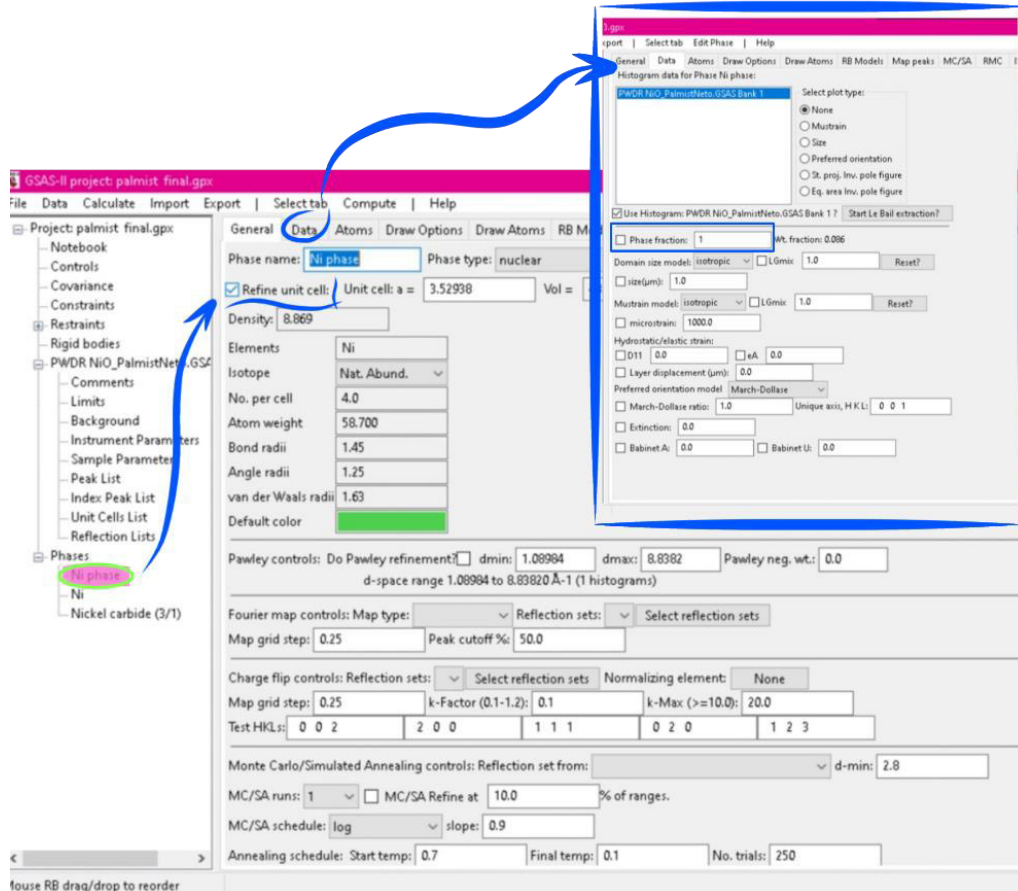 3.gpx
xport | Select tab Edit Phase | Help
General Data Atoms Draw Options Draw Atoms RB Models Map peaks MC/SA RMC
Histogram data for Phase Ni phase:
PWDR NiO_PalmistNeto.GSAS Bank 1
Select plot type:
None
Mustrain
Size
Preferred orientation
St. proj. Inv. pole figure
Eq. area Inv. pole figure
Use Histogram: PWDR NiO_PalmistNeto.GSAS Bank 1 ? Start Le Bail extraction?
Phase fraction: 1 Wt. fraction: 0.086
Domain size model: isotropic LGmix 1.0 Reset?
size(μm): 1.0
Mustrain model: isotropic LGmix 1.0 Reset?
microstrain: 1000.0
Hydrostatic/elastic strain:
D11 0.0 eA 0.0
Layer displacement (μm): 0.0
Preferred orientation model March-Dollase
March-Dollase ratio: 1.0 Unique axis, H K L: 0 0 1
Extinction: 0.0
Babinet A: 0.0 Babinet U: 0.0
GSAS-II project: palmist final.gpx
File Data Calculate Import Export | Select tab Compute | Help
Project: palmist final.gpx
Notebook
Controls
Covariance
Constraints
Restraints
Rigid bodies
PWDR NiO_PalmistNeto.GSA
Comments
Limits
Background
Instrument Parameters
Sample Parameter
Peak List
Index Peak List
Unit Cells List
Reflection Lists
Phases
Ni phase
Ni
Nickel carbide (3/1)
General Data Atoms Draw Options Draw Atoms RB M
Phase name: Ni phase Phase type: nuclear
Refine unit cell: Unit cell: a = 3.52938 Vol =
Density: 8.869
Elements Ni
Isotope Nat. Abund.
No. per cell 4.0
Atom weight 58.700
Bond radii 1.45
Angle radii 1.25
van der Waals radii 1.63
Default color
Pawley controls: Do Pawley refinement? dmin: 1.08984 dmax: 8.8382 Pawley neg. wt.: 0.0
d-space range 1.08984 to 8.83820 Å-1 (1 histograms)
Fourier map controls: Map type: Reflection sets: Select reflection sets
Map grid step: 0.25 Peak cutoff %: 50.0
Charge flip controls: Reflection sets: Select reflection sets Normalizing element: None
Map grid step: 0.25 k-Factor (0.1-1.2): 0.1 k-Max (>=10.0): 20.0
Test HKLs: 0 0 2 2 0 0 1 1 1 0 2 0 1 2 3
Monte Carlo/Simulated Annealing controls: Reflection set from: d-min: 2.8
MC/SA runs: 1 MC/SA Refine at 10.0 % of ranges.
MC/SA schedule: log slope: 0.9
Annealing schedule: Start temp: 0.7 Final temp: 0.1 No. trials: 250
Mouse RB drag/drop to reorder